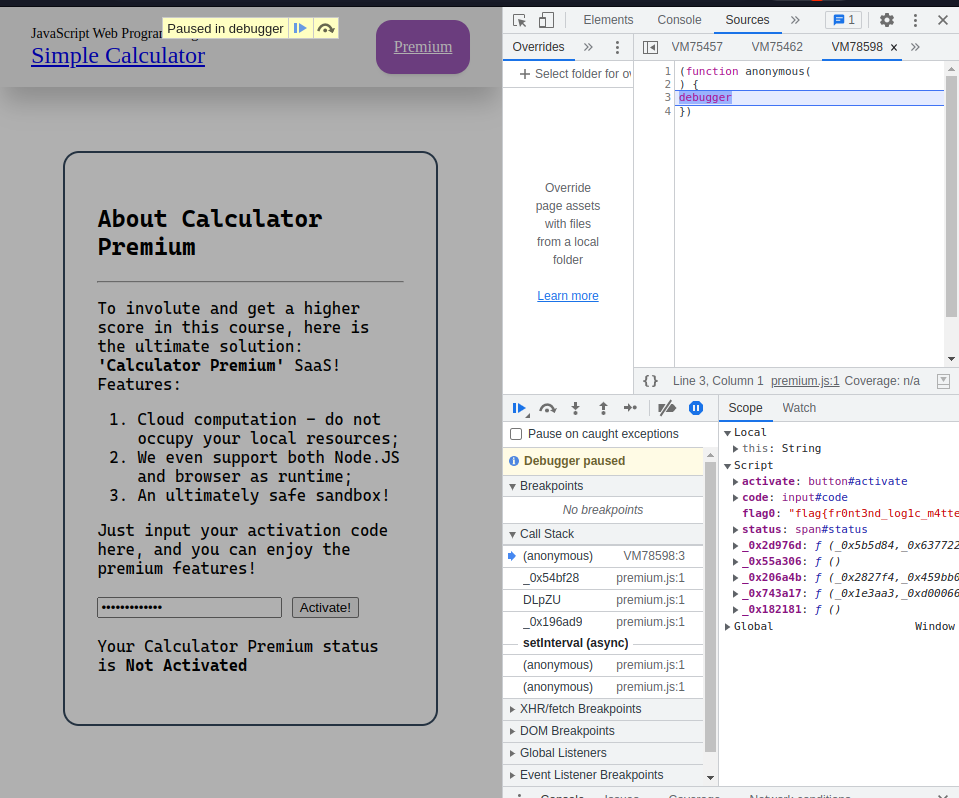 JavaScript Web Progra
Paused in debugger
Simple Calculator
Premium
About Calculator
Premium
To involute and get a higher
score in this course, here is
the ultimate solution:
'Calculator Premium' SaaS!
Features:
1. Cloud computation – do not
occupy your local resources;
2. We even support both Node.JS
and browser as runtime;
3. An ultimately safe sandbox!
Just input your activation code
here, and you can enjoy the
premium features!
•••••••••••••
Activate!
Your Calculator Premium status
is Not Activated
Elements Console Sources » 1
Overrides »
VM75457 VM75462 VM78598 × »
+ Select folder for ov
Override
page assets
with files
from a local
folder
Learn more
1 (function anonymous(
2 ) {
3 debugger
4 })
{} Line 3, Column 1 premium.js:1 Coverage: n/a
Pause on caught exceptions
Debugger paused
Breakpoints
No breakpoints
Call Stack
(anonymous) VM78598:3
_0x54bf28 premium.js:1
DLpZU premium.js:1
_0x196ad9 premium.js:1
setInterval (async)
(anonymous) premium.js:1
(anonymous) premium.js:1
XHR/fetch Breakpoints
DOM Breakpoints
Global Listeners
Event Listener Breakpoints
Scope Watch
Local
this: String
Script
activate: button#activate
code: input#code
flag0: "flag{fr0nt3nd_log1c_m4tte
status: span#status
_0x2d976d: ƒ (_0x5b5d84,_0x637722
_0x55a306: ƒ ()
_0x206a4b: ƒ (_0x2827f4,_0x459bb0
_0x743a17: ƒ (_0x1e3aa3,_0xd00066
_0x182181: ƒ ()
Global Window
Console Issues Coverage Network conditions